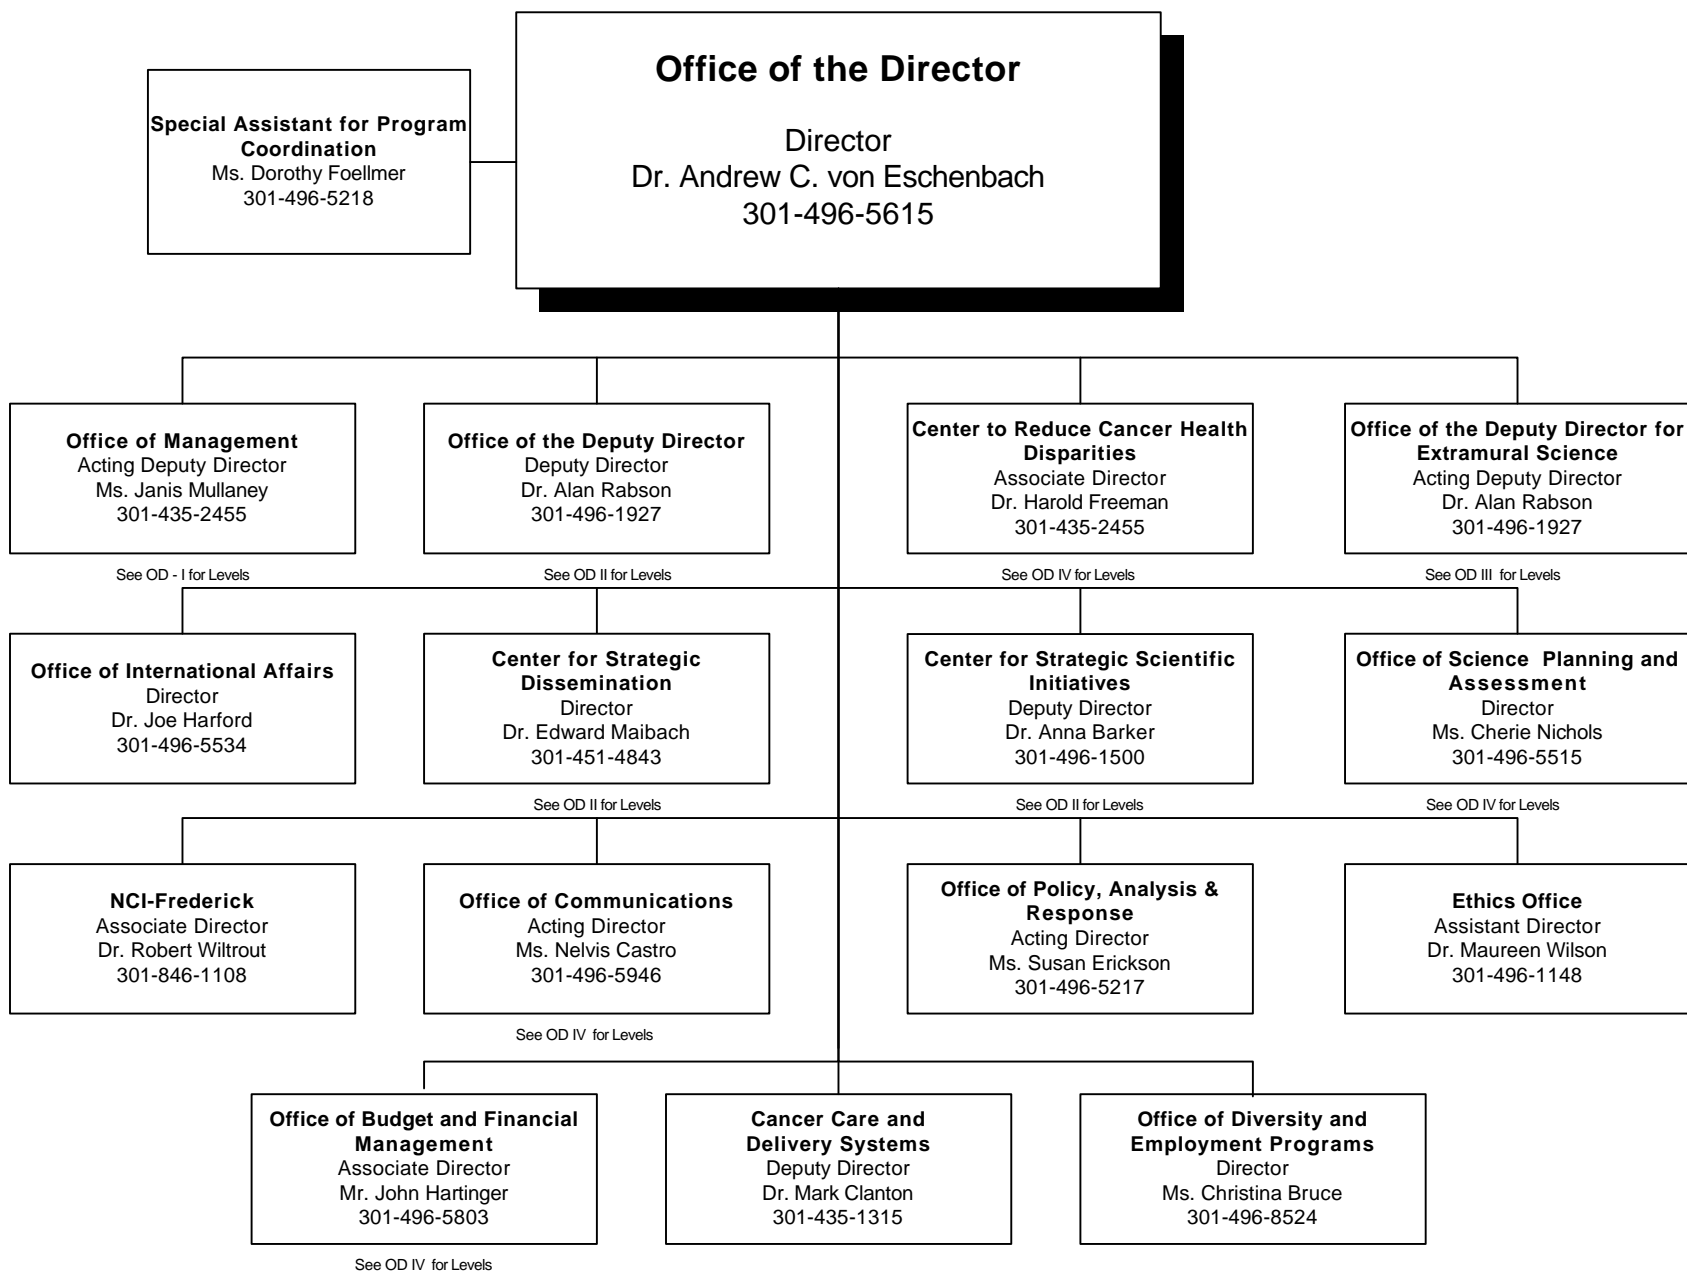 Office of the Director
Director
Dr. Andrew C. von Eschenbach
301-496-5615
Special Assistant for Program
Coordination
Ms. Dorothy Foellmer
301-496-5218
Office of Management
Acting Deputy Director
Ms. Janis Mullaney
301-435-2455
See OD - I for Levels
Office of the Deputy Director
Deputy Director
Dr. Alan Rabson
301-496-1927
See OD II for Levels
Center to Reduce Cancer Health
Disparities
Associate Director
Dr. Harold Freeman
301-435-2455
See OD IV for Levels
Office of the Deputy Director for
Extramural Science
Acting Deputy Director
Dr. Alan Rabson
301-496-1927
See OD III for Levels
Office of International Affairs
Director
Dr. Joe Harford
301-496-5534
Center for Strategic
Dissemination
Director
Dr. Edward Maibach
301-451-4843
See OD II for Levels
Center for Strategic Scientific
Initiatives
Deputy Director
Dr. Anna Barker
301-496-1500
See OD II for Levels
Office of Science Planning and
Assessment
Director
Ms. Cherie Nichols
301-496-5515
See OD IV for Levels
NCI-Frederick
Associate Director
Dr. Robert Wiltrout
301-846-1108
Office of Communications
Acting Director
Ms. Nelvis Castro
301-496-5946
See OD IV for Levels
Office of Policy, Analysis &
Response
Acting Director
Ms. Susan Erickson
301-496-5217
Ethics Office
Assistant Director
Dr. Maureen Wilson
301-496-1148
Office of Budget and Financial
Management
Associate Director
Mr. John Hartinger
301-496-5803
See OD IV for Levels
Cancer Care and
Delivery Systems
Deputy Director
Dr. Mark Clanton
301-435-1315
Office of Diversity and
Employment Programs
Director
Ms. Christina Bruce
301-496-8524